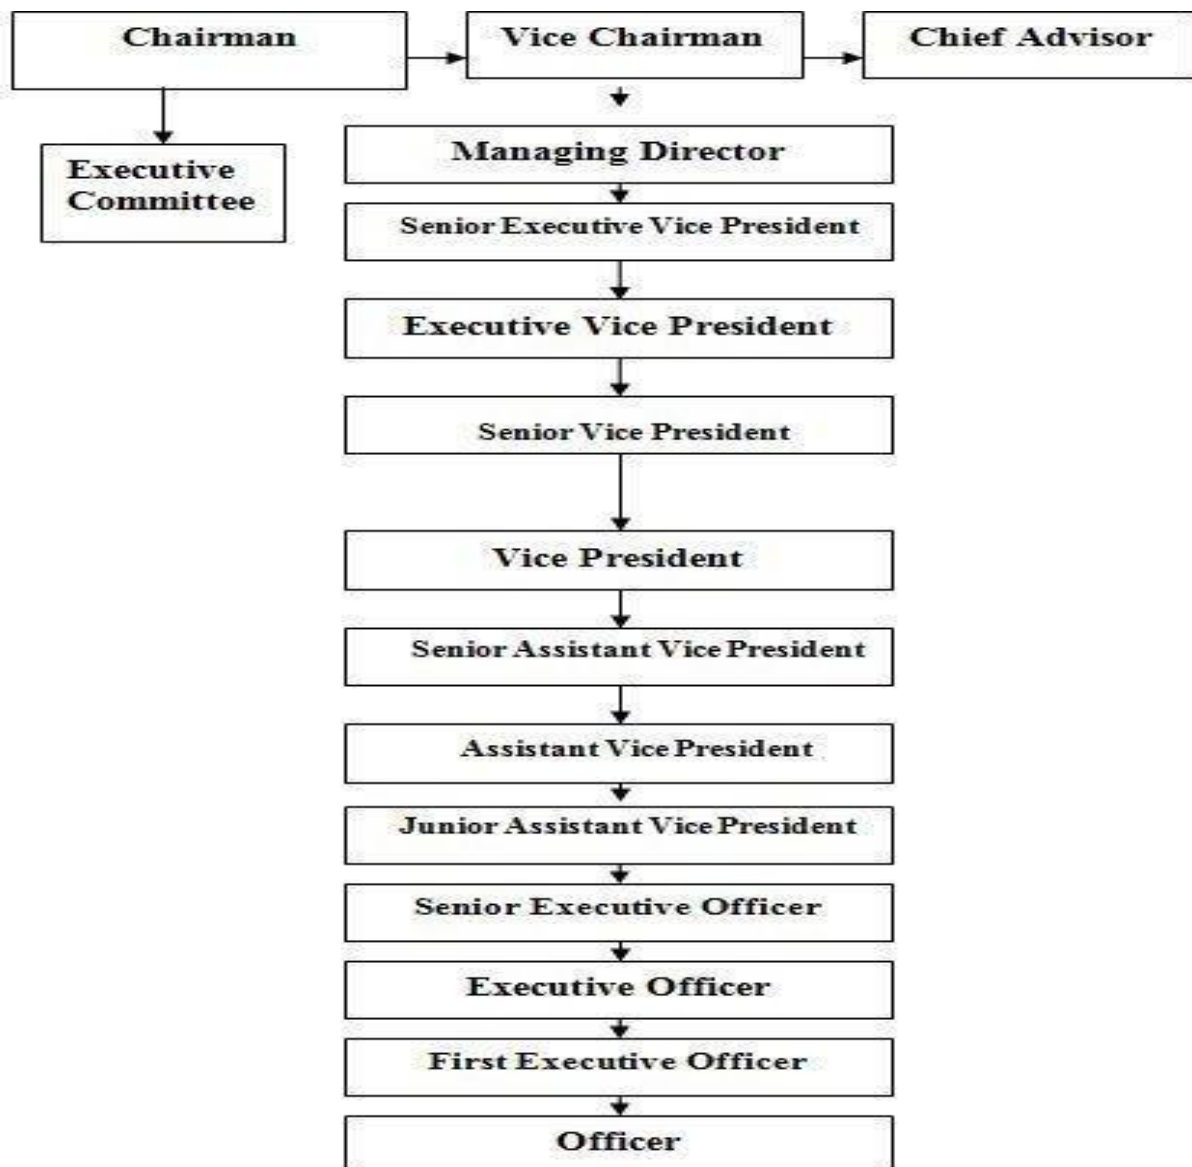 Chairman
Vice Chairman
Chief Advisor
Executive
Committee
Managing Director
Senior Executive Vice President
Executive Vice President
Senior Vice President
Vice President
Senior Assistant Vice President
Assistant Vice President
Junior Assistant Vice President
Senior Executive Officer
Executive Officer
First Executive Officer
Officer